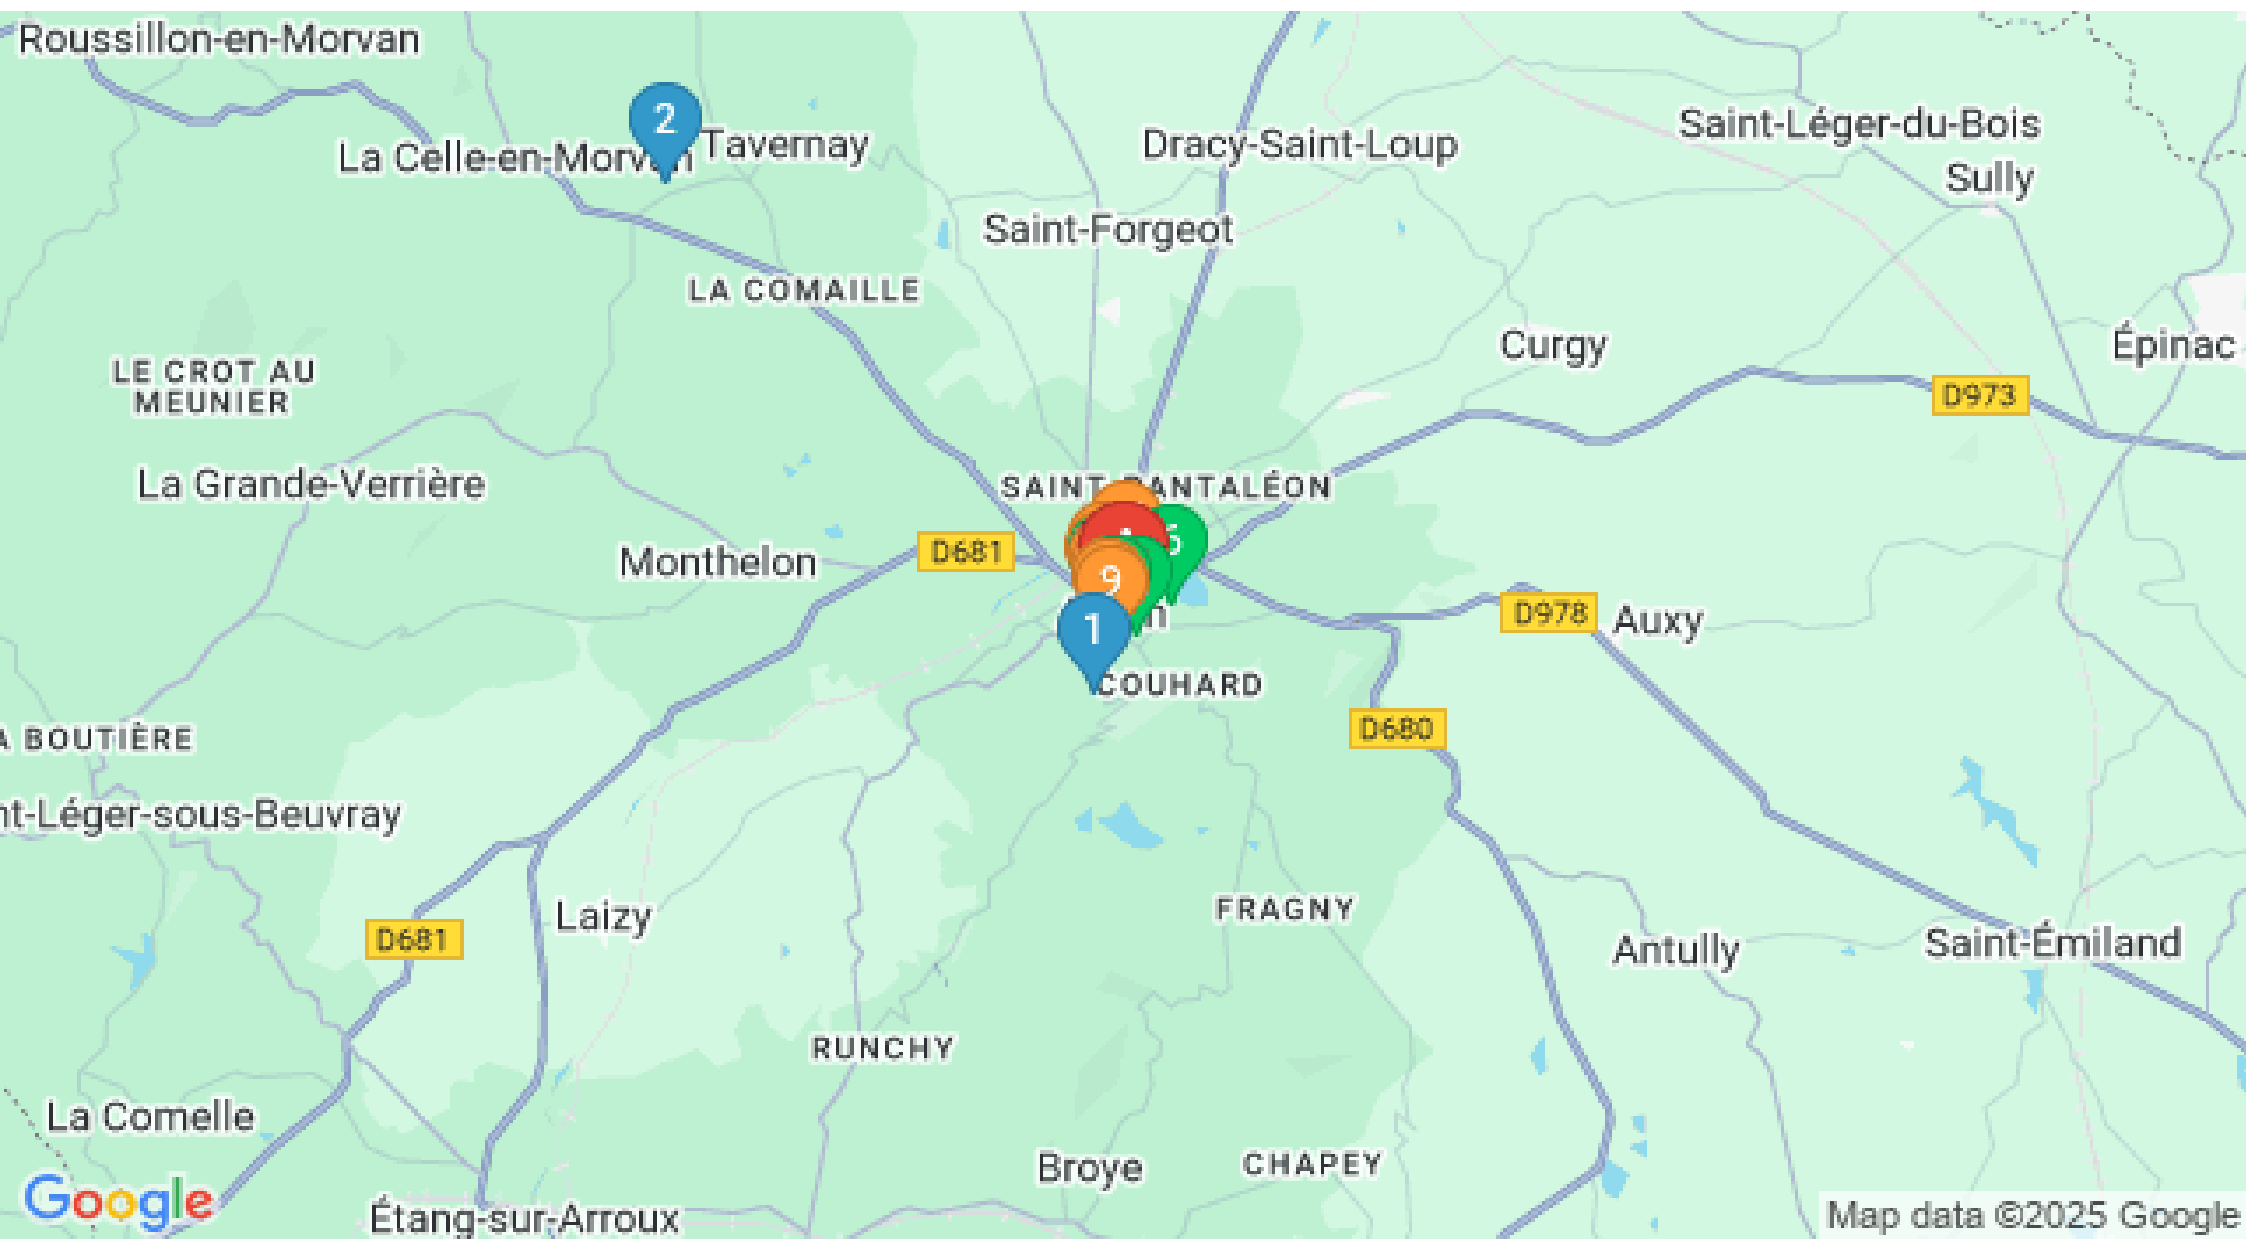 Roussillon-en-Morvan
2
La Celle-en-Morvan
Tavernay
Dracy-Saint-Loup
Saint-Léger-du-Bois
Sully
Saint-Forgeot
LA COMAILLE
Curgy
Épinac
LE CROT AU
MEUNIER
D973
La Grande-Verrière
SAINT-PANTALÉON
D681
Monthelon
9
1
D978
Auxy
COUHARD
D680
A BOUTIÈRE
nt-Léger-sous-Beuvray
Laizy
FRAGNY
D681
Antully
Saint-Émiland
RUNCHY
La Comelle
Broye
CHAPEY
Google
Étang-sur-Arroux
Map data ©2025 Google